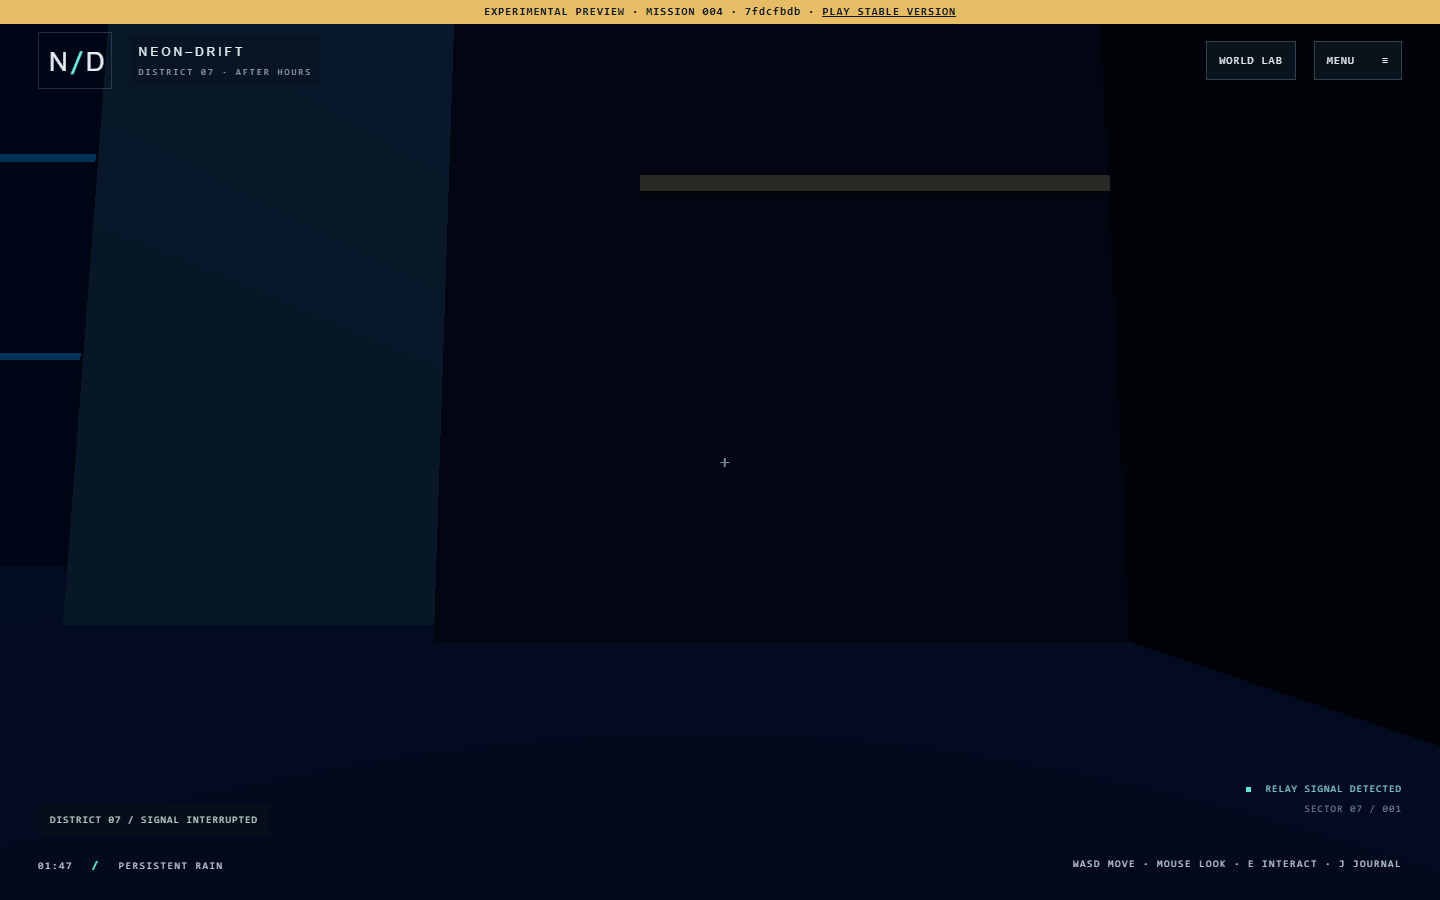 EXPERIMENTAL PREVIEW · MISSION 004 · 7fdcfbdb · PLAY STABLE VERSION
N/D
NEON—DRIFT
DISTRICT 07 · AFTER HOURS
WORLD LAB
MENU ≡
RELAY SIGNAL DETECTED
SECTOR 07 / 001
DISTRICT 07 / SIGNAL INTERRUPTED
01:47 / PERSISTENT RAIN
WASD MOVE · MOUSE LOOK · E INTERACT · J JOURNAL